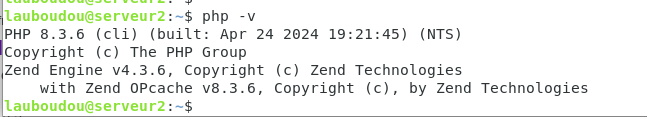 lauboudou@serveur2:~$ php -v
PHP 8.3.6 (cli) (built: Apr 24 2024 19:21:45) (NTS)
Copyright (c) The PHP Group
Zend Engine v4.3.6, Copyright (c) Zend Technologies
    with Zend OPcache v8.3.6, Copyright (c), by Zend Technologies
lauboudou@serveur2:~$